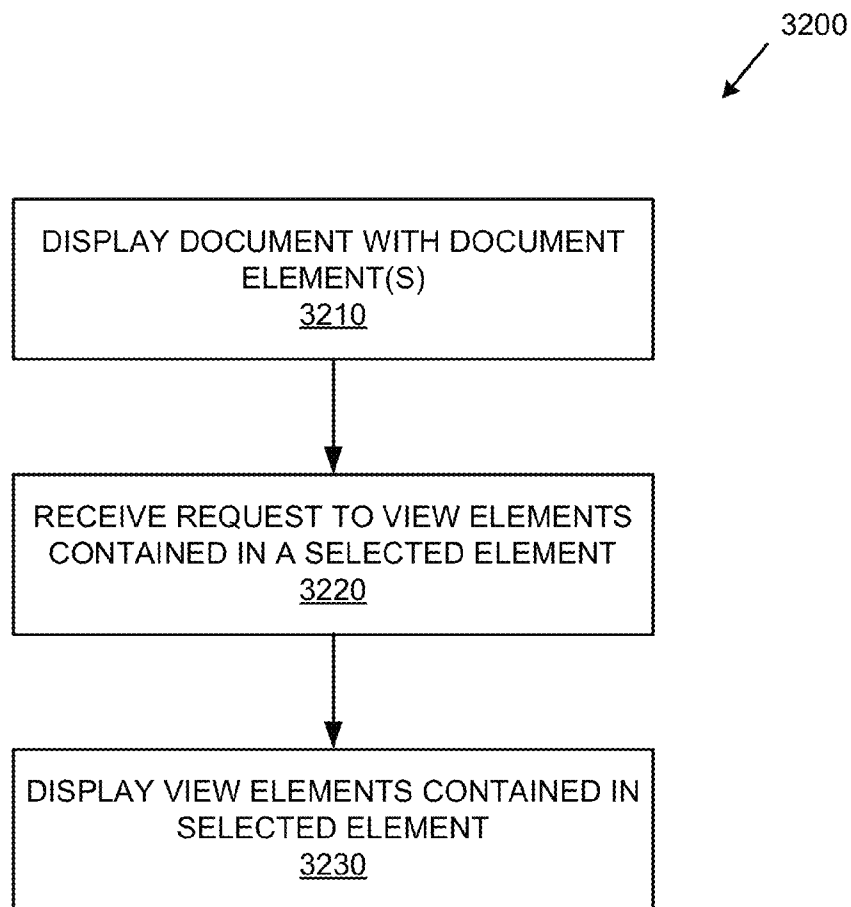 3200
DISPLAY DOCUMENT WITH DOCUMENT
ELEMENT(S)
3210
RECEIVE REQUEST TO VIEW ELEMENTS
CONTAINED IN A SELECTED ELEMENT
3220
DISPLAY VIEW ELEMENTS CONTAINED IN
SELECTED ELEMENT
3230